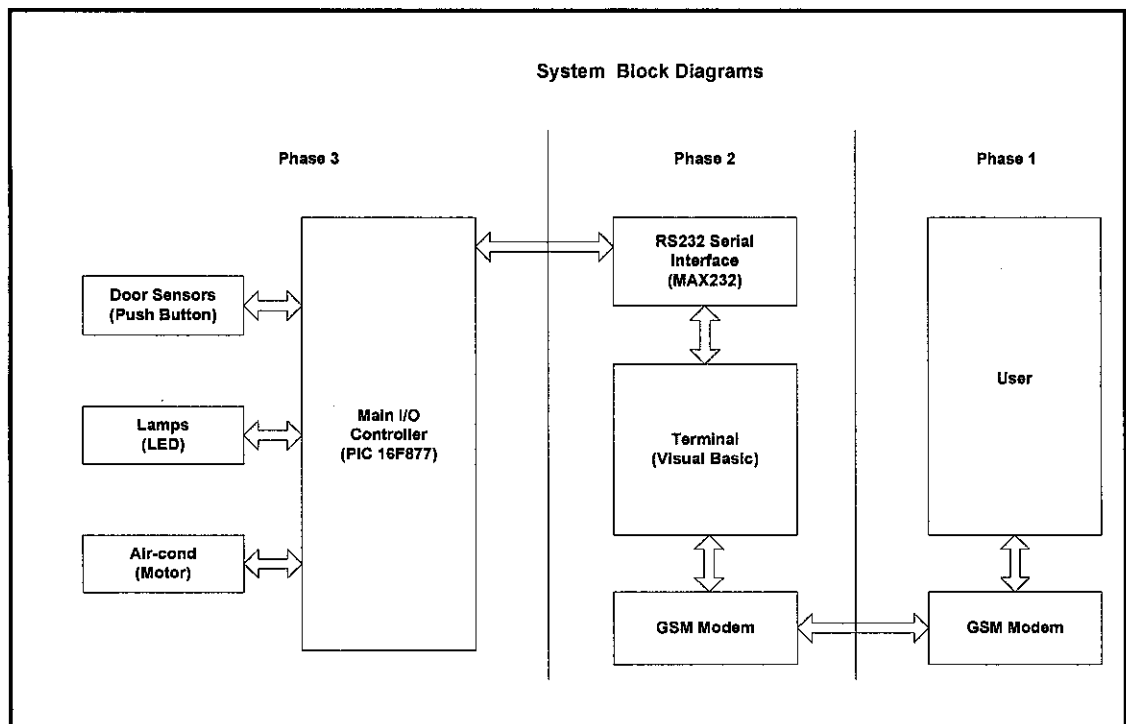 System Block Diagrams
Phase 3
Phase 2
Phase 1
Door Sensors
(Push Button)
Lamps
(LED)
Air-cond
(Motor)
Main I/O
Controller
(PIC 16F877)
RS232 Serial
Interface
(MAX232)
Terminal
(Visual Basic)
GSM Modem
User
GSM Modem